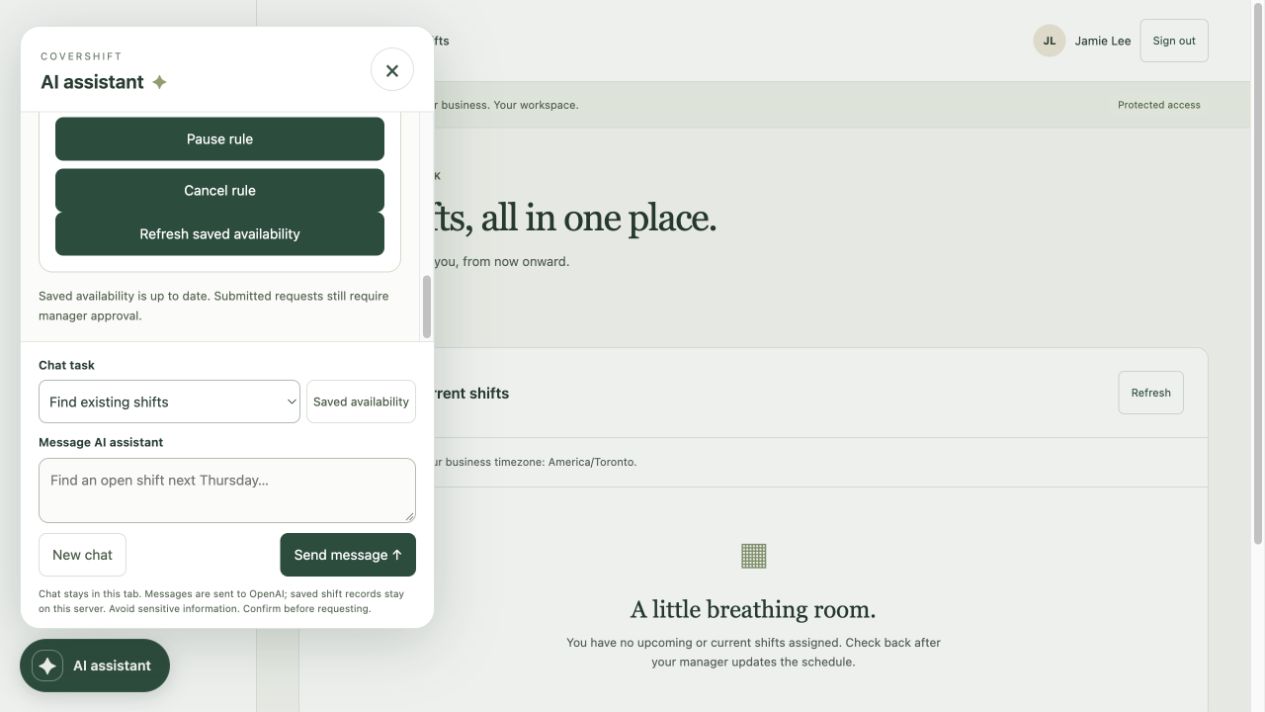 COVERSHIFT
AI assistant
Pause rule
Cancel rule
Refresh saved availability
Saved availability is up to date. Submitted requests still require
manager approval.
Chat task
Find existing shifts
Saved availability
Message AI assistant
Find an open shift next Thursday...
New chat
Send message ↑
Chat stays in this tab. Messages are sent to OpenAI; saved shift records stay
on this server. Avoid sensitive information. Confirm before requesting.
AI assistant
fts
JL
Jamie Lee
Sign out
r business. Your workspace.
Protected access
K
fts, all in one place.
you, from now onward.
rrent shifts
Refresh
ur business timezone: America/Toronto.
A little breathing room.
You have no upcoming or current shifts assigned. Check back after
your manager updates the schedule.